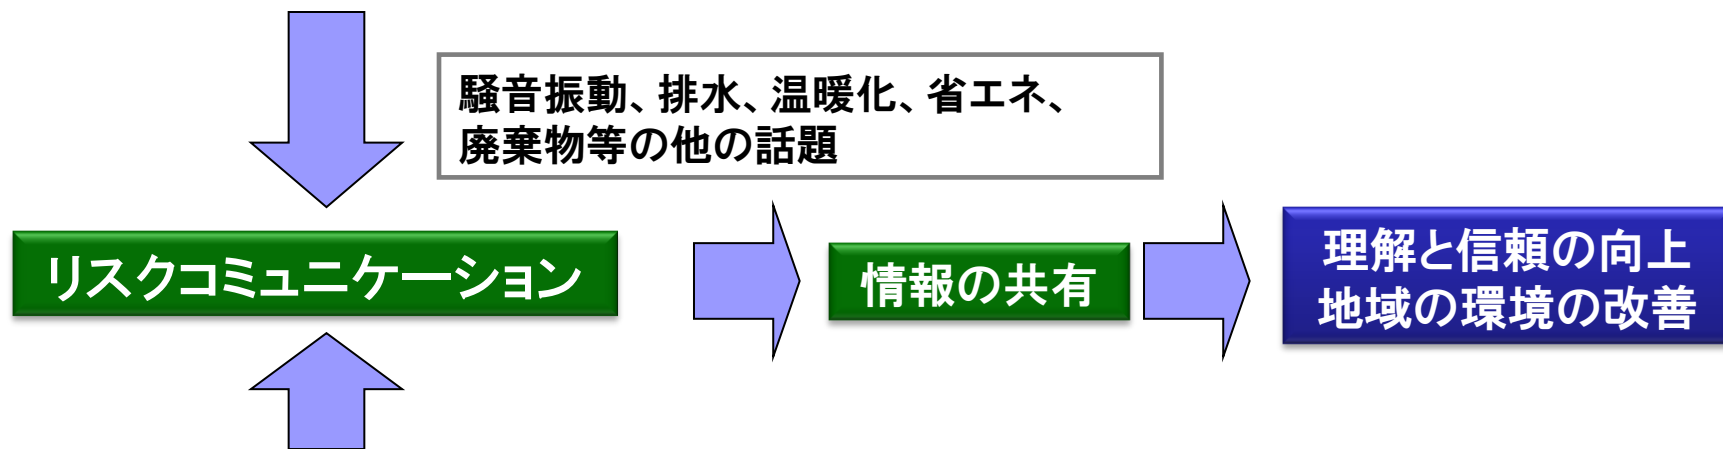 騒音振動、排水、温暖化、省エネ、
廃棄物等の他の話題
リスクコミュニケーション
情報の共有
理解と信頼の向上
地域の環境の改善